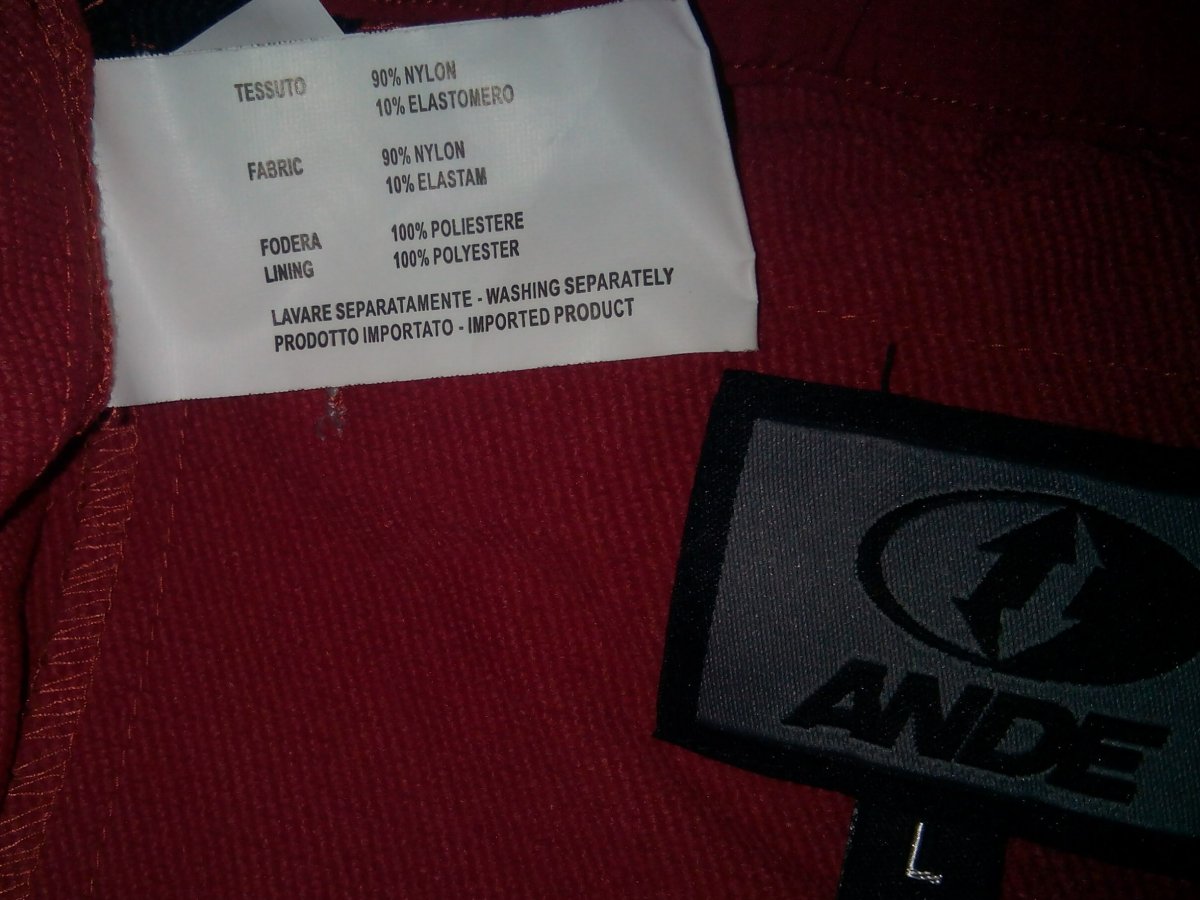 TESSUTO 90% NYLON
10% ELASTOMERO
FABRIC 90% NYLON
10% ELASTAM
FODERA 100% POLIESTERE
LINING 100% POLYESTER
LAVARE SEPARATAMENTE - WASHING SEPARATELY
PRODOTTO IMPORTATO - IMPORTED PRODUCT
ANDE
L